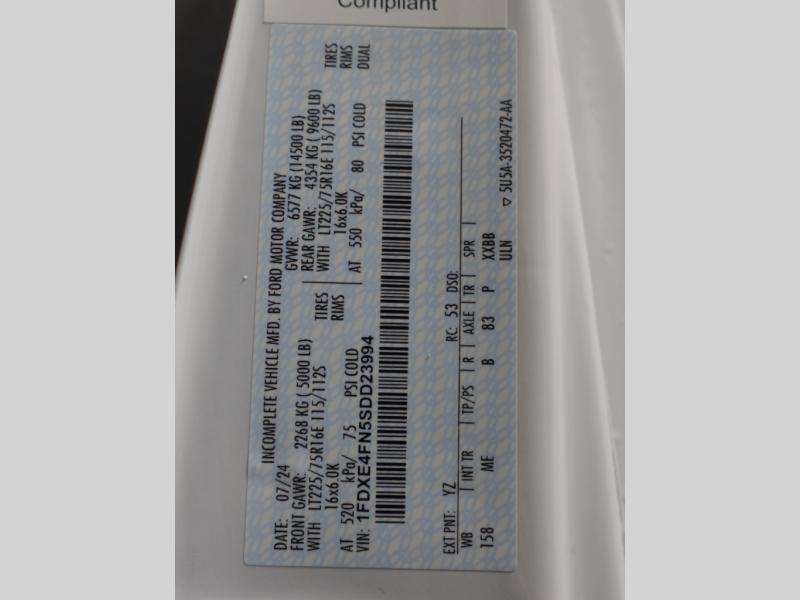 Compliant
INCOMPLETE VEHICLE MFD. BY FORD MOTOR COMPANY
DATE: 07/24 GVWR: 6577 KG (14500 LB)
FRONT GAWR: 2268 KG ( 5000 LB) REAR GAWR: 4354 KG ( 9600 LB)
WITH LT225/75R16E 115/112S TIRES WITH LT225/75R16E 115/112S TIRES
16x6.0K RIMS 16x6.0K RIMS
AT 520 kPa/ 75 PSI COLD AT 550 kPa/ 80 PSI COLD DUAL
VIN: 1FDXE4FN5SDD23994
EXT PNT: YZ RC: 53 DSO:
WB INT TR TP/PS R AXLE TR SPR
158 ME B 83 P XXBB
ULN ▽ 5U5A-3520472-AA